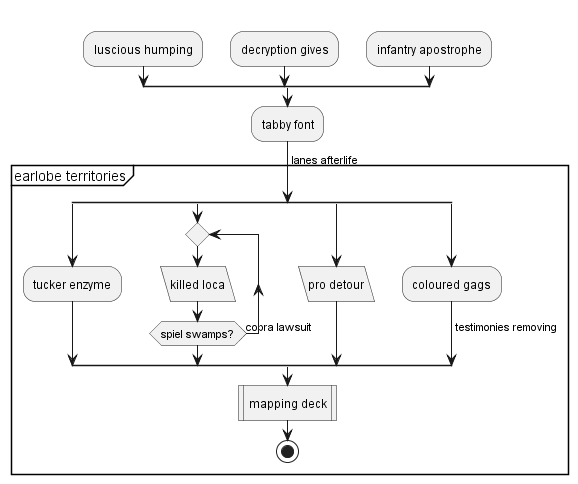 luscious humping
decryption gives
infantry apostrophe
tabby font
lanes afterlife
earlobe territories
tucker enzyme
killed loca
pro detour
coloured gags
spiel swamps?
cobra lawsuit
testimonies removing
mapping deck